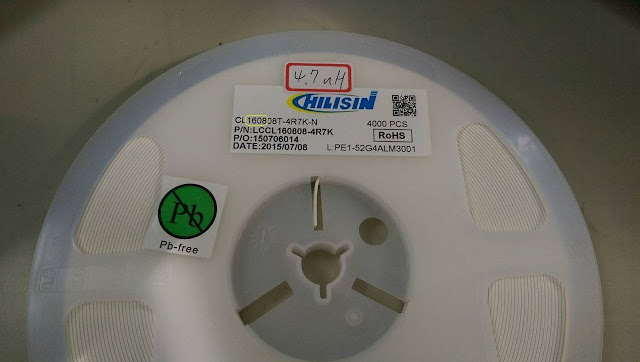 4.7uH
CHILISIN
CL160808T-4R7K-N
4000 PCS
P/N:LCCL160808-4R7K
RoHS
P/O:150706014
DATE:2015/07/08
L:PE1-52G4ALM3001
Pb
Pb-free